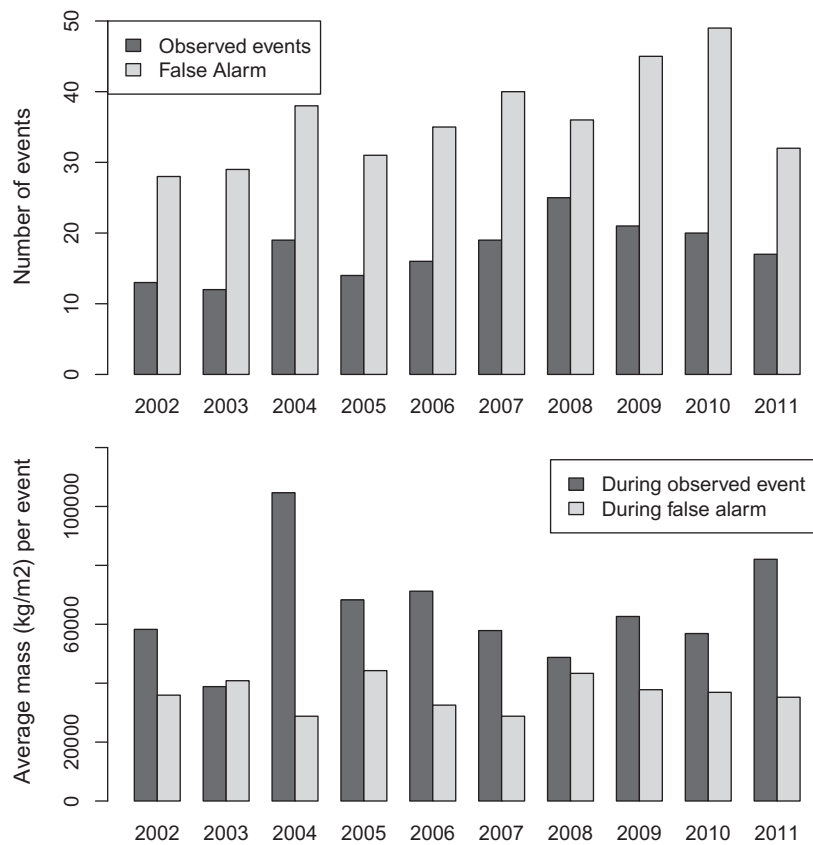 Number of events
0
10
20
30
40
50
Observed events
False Alarm
2002 2003 2004 2005 2006 2007 2008 2009 2010 2011
Average mass (kg/m2) per event
0
20000
60000
100000
During observed event
During false alarm
2002 2003 2004 2005 2006 2007 2008 2009 2010 2011